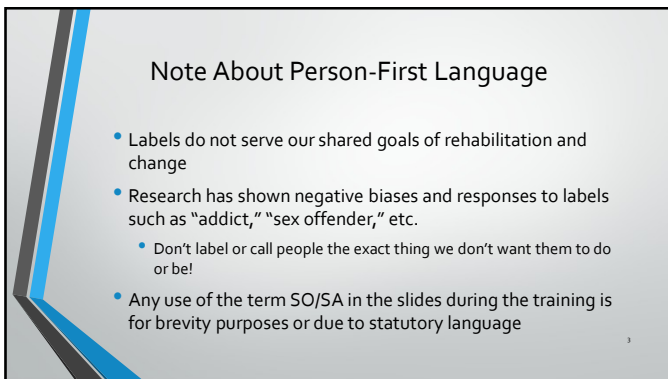 Note About Person-First Language
• Labels do not serve our shared goals of rehabilitation and
change
• Research has shown negative biases and responses to labels
such as “addict,” “sex offender,” etc.
• Don’t label or call people the exact thing we don’t want them to do
or be!
• Any use of the term SO/SA in the slides during the training is
for brevity purposes or due to statutory language
3